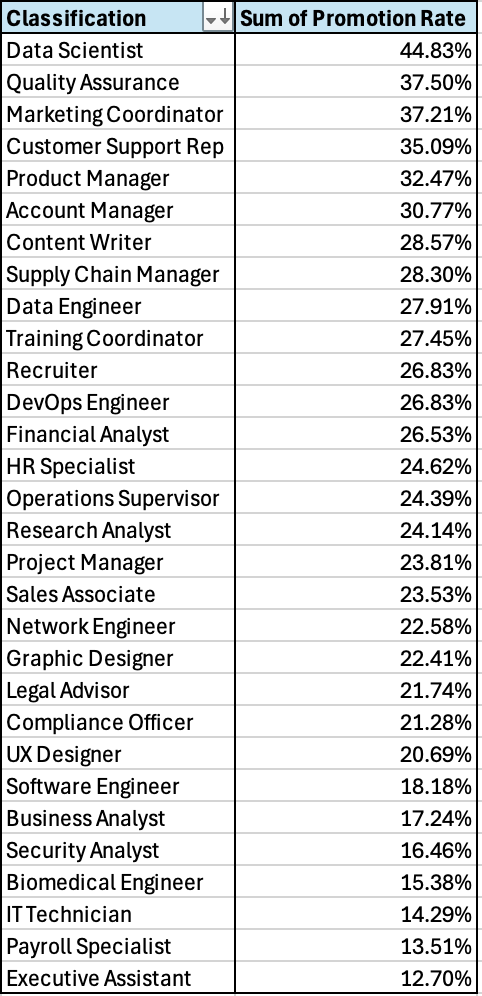 Classification Sum of Promotion Rate
Data Scientist 44.83%
Quality Assurance 37.50%
Marketing Coordinator 37.21%
Customer Support Rep 35.09%
Product Manager 32.47%
Account Manager 30.77%
Content Writer 28.57%
Supply Chain Manager 28.30%
Data Engineer 27.91%
Training Coordinator 27.45%
Recruiter 26.83%
DevOps Engineer 26.83%
Financial Analyst 26.53%
HR Specialist 24.62%
Operations Supervisor 24.39%
Research Analyst 24.14%
Project Manager 23.81%
Sales Associate 23.53%
Network Engineer 22.58%
Graphic Designer 22.41%
Legal Advisor 21.74%
Compliance Officer 21.28%
UX Designer 20.69%
Software Engineer 18.18%
Business Analyst 17.24%
Security Analyst 16.46%
Biomedical Engineer 15.38%
IT Technician 14.29%
Payroll Specialist 13.51%
Executive Assistant 12.70%